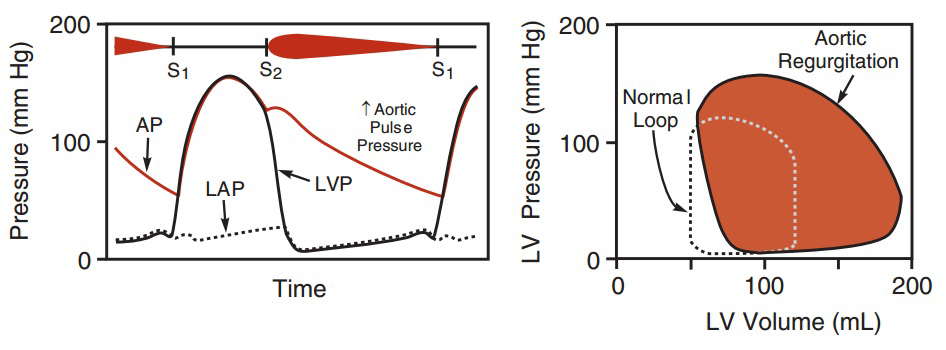 200
100
0
Pressure (mm Hg)
S1
S2
S1
AP
LAP
LVP
↑ Aortic
Pulse
Pressure
Time
200
100
0
LV Pressure (mm Hg)
Normal
Loop
Aortic
Regurgitation
0
100
200
LV Volume (mL)